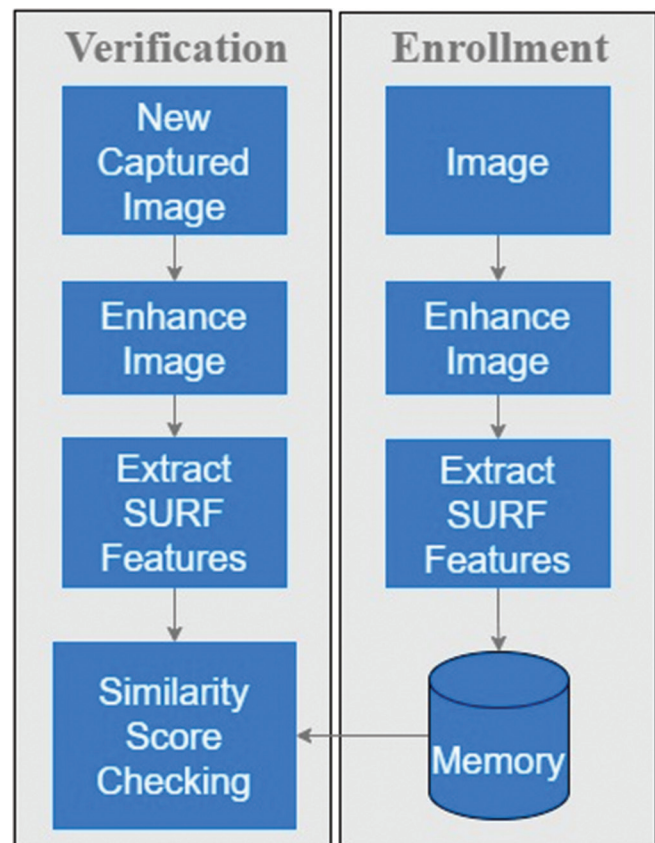 Verification
New
Captured
Image
Enhance
Image
Extract
SURF
Features
Similarity
Score
Checking
Enrollment
Image
Enhance
Image
Extract
SURF
Features
Memory